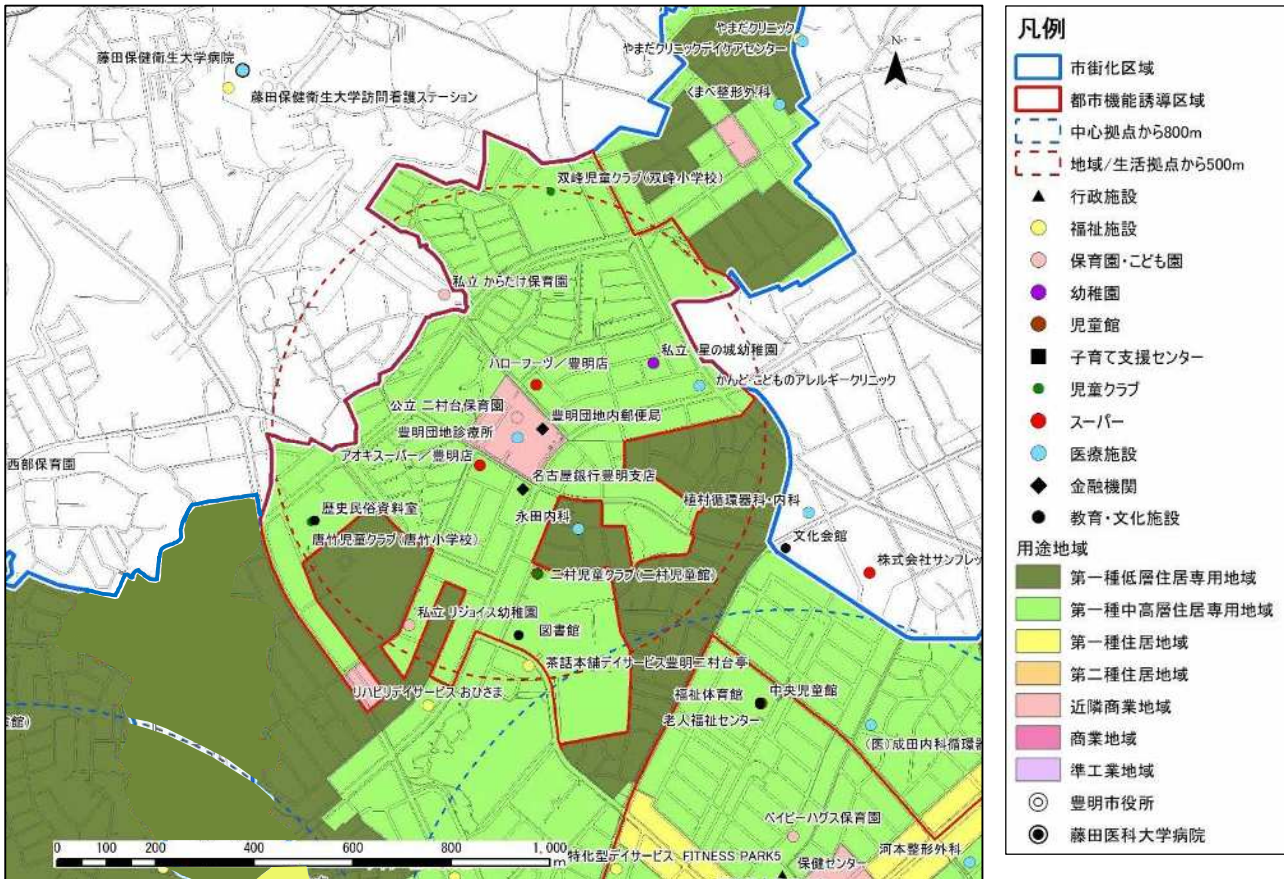 やまだクリニック
やまだクリニックデイケアセンター
藤田保健衛生大学病院
藤田保健衛生大学訪問看護ステーション
N
くまべ整形外科
双峰児童クラブ(双峰小学校)
私立 からたけ保育園
私立 星の城幼稚園
ハローフーヅ/豊明店
かんど・こどものアレルギークリニック
公立 二村台保育園
豊明団地内郵便局
豊明団地診療所
アオキスーパー/豊明店
西部保育園
名古屋銀行豊明支店
植村循環器科・内科
歴史民俗資料室
永田内科
唐竹児童クラブ(唐竹小学校)
文化会館
株式会社サンフレッ
二村児童クラブ(二村児童館)
私立 リジョイス幼稚園
図書館
茶話本舗デイサービス豊明二村台亭
リハビリデイサービス おひさま
福祉体育館
中央児童館
老人福祉センター
館)
(医)成田内科循環器
ベイビーハグス保育園
0 100 200 400 600 800 1,000
m
特化型デイサービス FITNESS PARK5
保健センター
河本整形外科
凡例
市街化区域
都市機能誘導区域
中心拠点から800m
地域/生活拠点から500m
行政施設
福祉施設
保育園・こども園
幼稚園
児童館
子育て支援センター
児童クラブ
スーパー
医療施設
金融機関
教育・文化施設
用途地域
第一種低層住居専用地域
第一種中高層住居専用地域
第一種住居地域
第二種住居地域
近隣商業地域
商業地域
準工業地域
豊明市役所
藤田医科大学病院